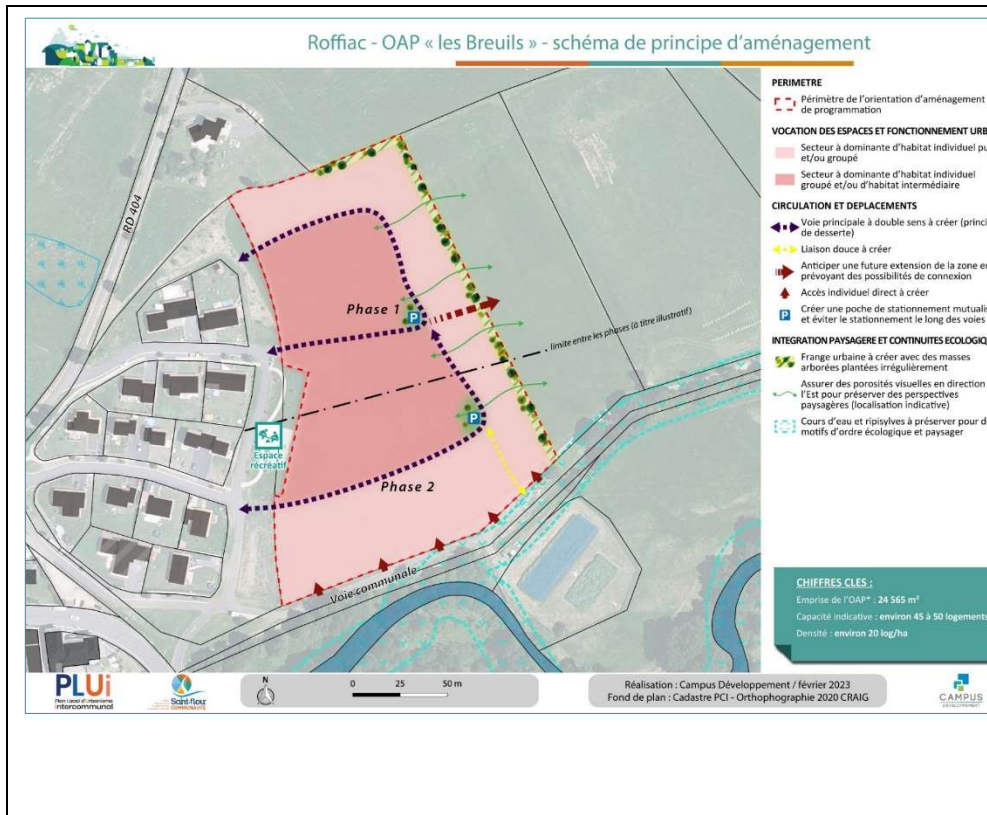 Roffiac - OAP « les Breuils » - schéma de principe d'aménagement
RD 404
Phase 1
limite entre les phases (à titre illustratif)
Espace
récréatif
Phase 2
Voie communale
P
P
PERIMETRE
Périmètre de l'orientation d'aménagement
de programmation
VOCATION DES ESPACES ET FONCTIONNEMENT URB
Secteur à dominante d'habitat individuel pu
et/ou groupé
Secteur à dominante d'habitat individuel
groupé et/ou d'habitat intermédiaire
CIRCULATION ET DEPLACEMENTS
Voie principale à double sens à créer (princi
de desserte)
Liaison douce à créer
Anticiper une future extension de la zone en
prévoyant des possibilités de connexion
Accès individuel direct à créer
P
Créer une poche de stationnement mutualis
et éviter le stationnement le long des voies
INTEGRATION PAYSAGERE ET CONTINUITES ECOLOGIQ
Frange urbaine à créer avec des masses
arborées plantées irrégulièrement
Assurer des porosités visuelles en direction
l'Est pour préserver des perspectives
paysagères (localisation indicative)
Cours d'eau et ripisylves à préserver pour d
motifs d'ordre écologique et paysager
CHIFFRES CLES :
Emprise de l'OAP* : 24 565 m²
Capacité indicative : environ 45 à 50 logements
Densité : environ 20 log/ha
PLUi
Plan Local d'Urbanisme
Intercommunal
Saint-flour
COMMUNAUTÉ
N
0 25 50 m
Réalisation : Campus Développement / février 2023
Fond de plan : Cadastre PCI - Orthophographie 2020 CRAIG
CAMPUS
DÉVELOPPEMENT